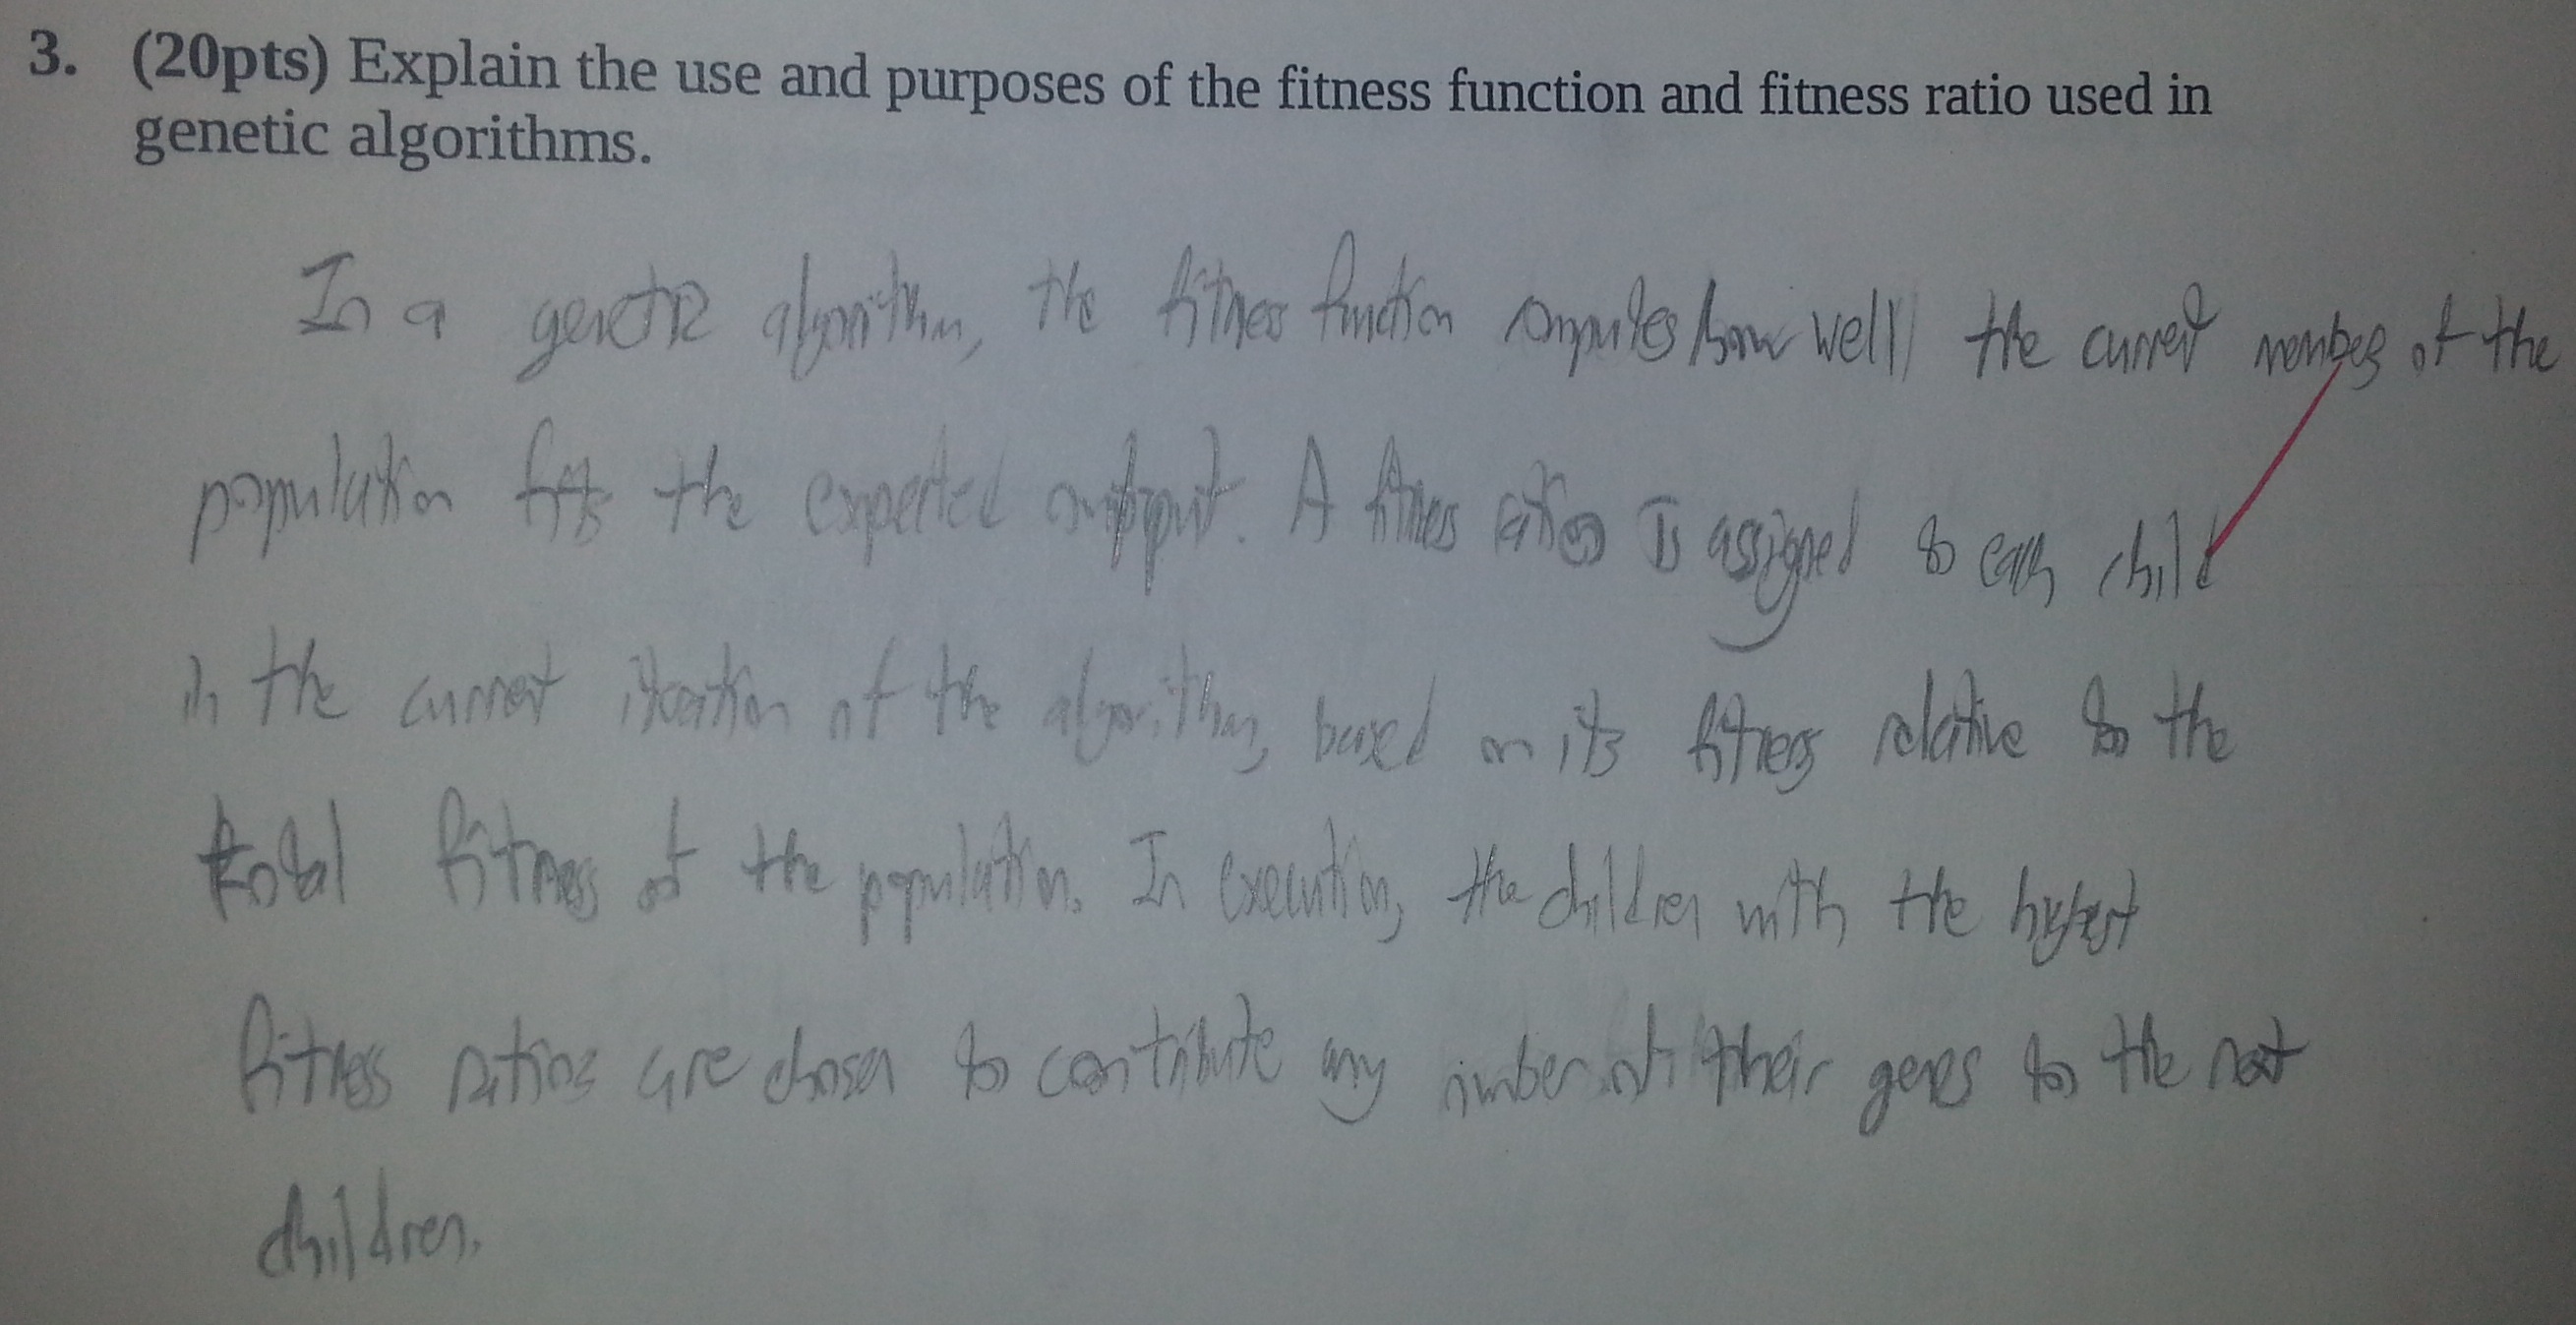 3. (20pts) Explain the use and purposes of the fitness function and fitness ratio used in
genetic algorithms.
In a genetic algorithm, the fitness function computes how well the current member of the
population fits the expected output. A fitness ratio is assigned to each child
in the current iteration of the algorithm, based on its fitness relative to the
total fitness of the population. In execution, the children with the highest
fitness ratios are chosen to contribute any number of their genes to the next
children.